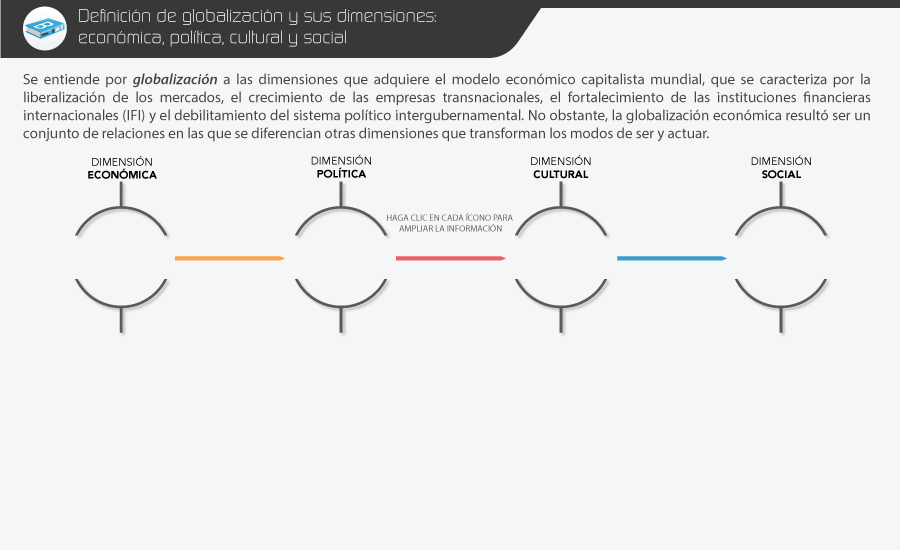 Definición de globalización y sus dimensiones:
económica, política, cultural y social
Se entiende por globalización a las dimensiones que adquiere el modelo económico capitalista mundial, que se caracteriza por la
liberalización de los mercados, el crecimiento de las empresas transnacionales, el fortalecimiento de las instituciones financieras
internacionales (IFI) y el debilitamiento del sistema político intergubernamental. No obstante, la globalización económica resultó ser un
conjunto de relaciones en las que se diferencian otras dimensiones que transforman los modos de ser y actuar.
DIMENSIÓN
ECONÓMICA
DIMENSIÓN
POLÍTICA
HAGA CLIC EN CADA ÍCONO PARA
AMPLIAR LA INFORMACIÓN
DIMENSIÓN
CULTURAL
DIMENSIÓN
SOCIAL